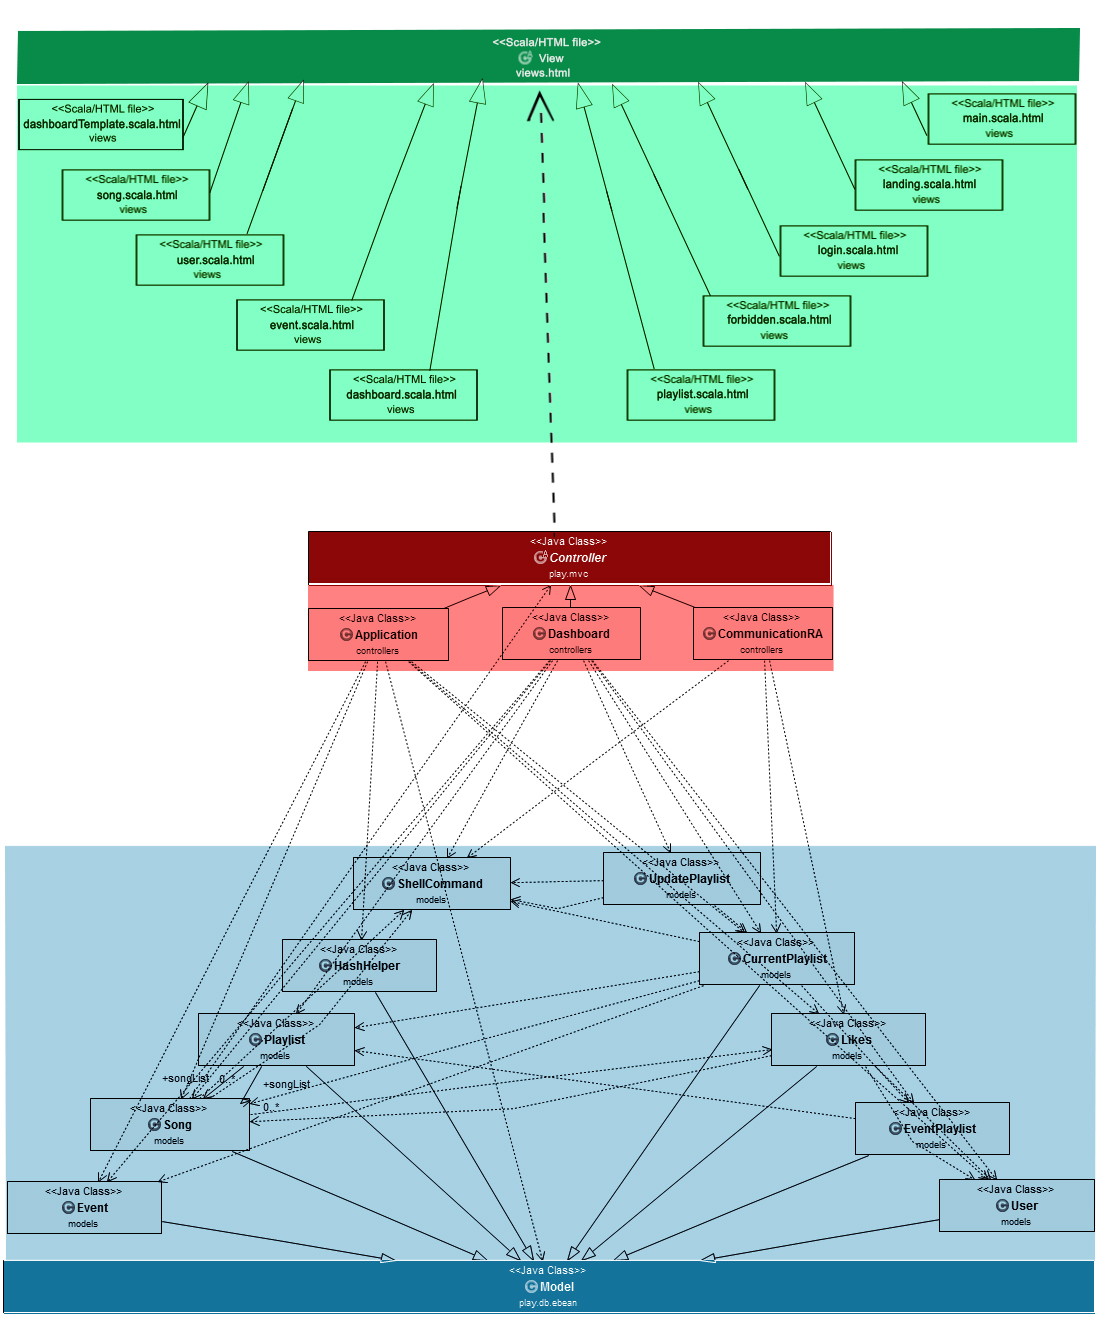 <<Scala/HTML file>>
View
views.html
<<Scala/HTML file>>
dashboardTemplate.scala.html
views
<<Scala/HTML file>>
main.scala.html
views
<<Scala/HTML file>>
song.scala.html
views
<<Scala/HTML file>>
landing.scala.html
views
<<Scala/HTML file>>
user.scala.html
views
<<Scala/HTML file>>
login.scala.html
views
<<Scala/HTML file>>
event.scala.html
views
<<Scala/HTML file>>
forbidden.scala.html
views
<<Scala/HTML file>>
dashboard.scala.html
views
<<Scala/HTML file>>
playlist.scala.html
views
<<Java Class>>
Controller
play.mvc
<<Java Class>>
Application
controllers
<<Java Class>>
Dashboard
controllers
<<Java Class>>
CommunicationRA
controllers
<<Java Class>>
ShellCommand
models
<<Java Class>>
UpdatePlaylist
models
<<Java Class>>
HashHelper
models
<<Java Class>>
CurrentPlaylist
models
<<Java Class>>
Playlist
models
<<Java Class>>
Likes
models
+songList 0..*
+songList
0..*
<<Java Class>>
Song
models
<<Java Class>>
EventPlaylist
models
<<Java Class>>
Event
models
<<Java Class>>
User
models
<<Java Class>>
Model
play.db.ebean